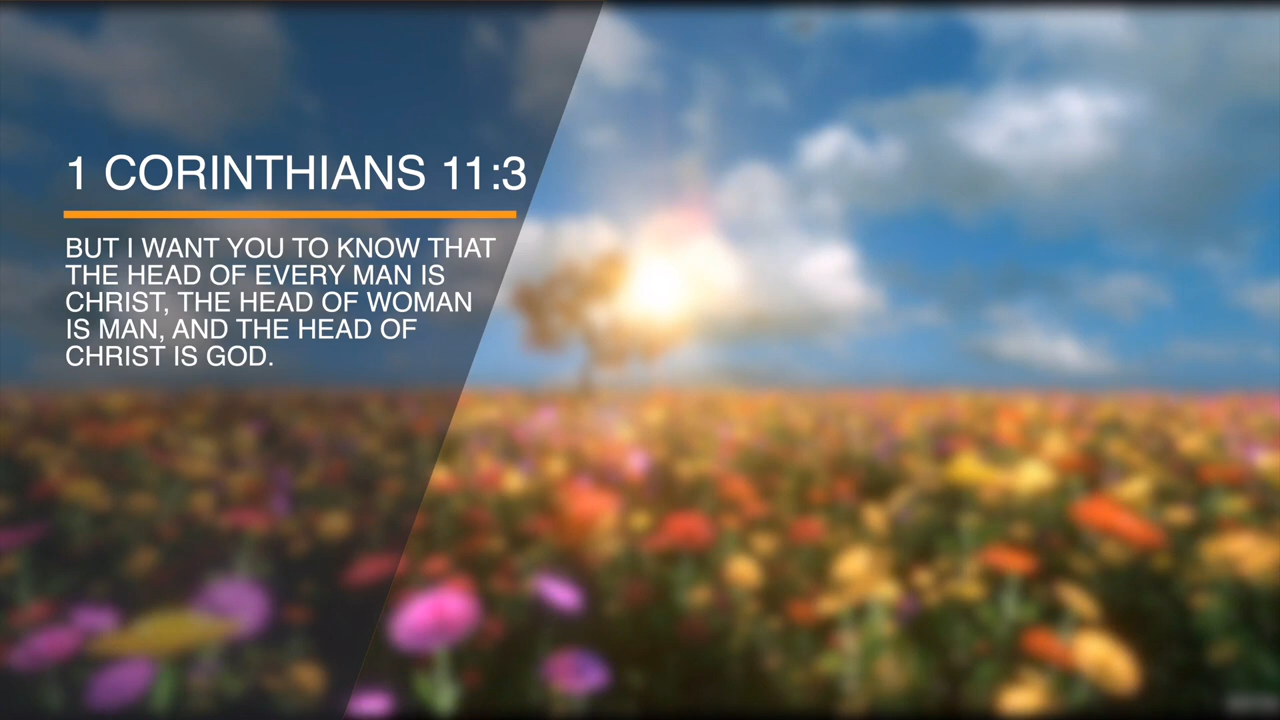 1 CORINTHIANS 11:3
BUT I WANT YOU TO KNOW THAT
THE HEAD OF EVERY MAN IS
CHRIST, THE HEAD OF WOMAN
IS MAN, AND THE HEAD OF
CHRIST IS GOD.